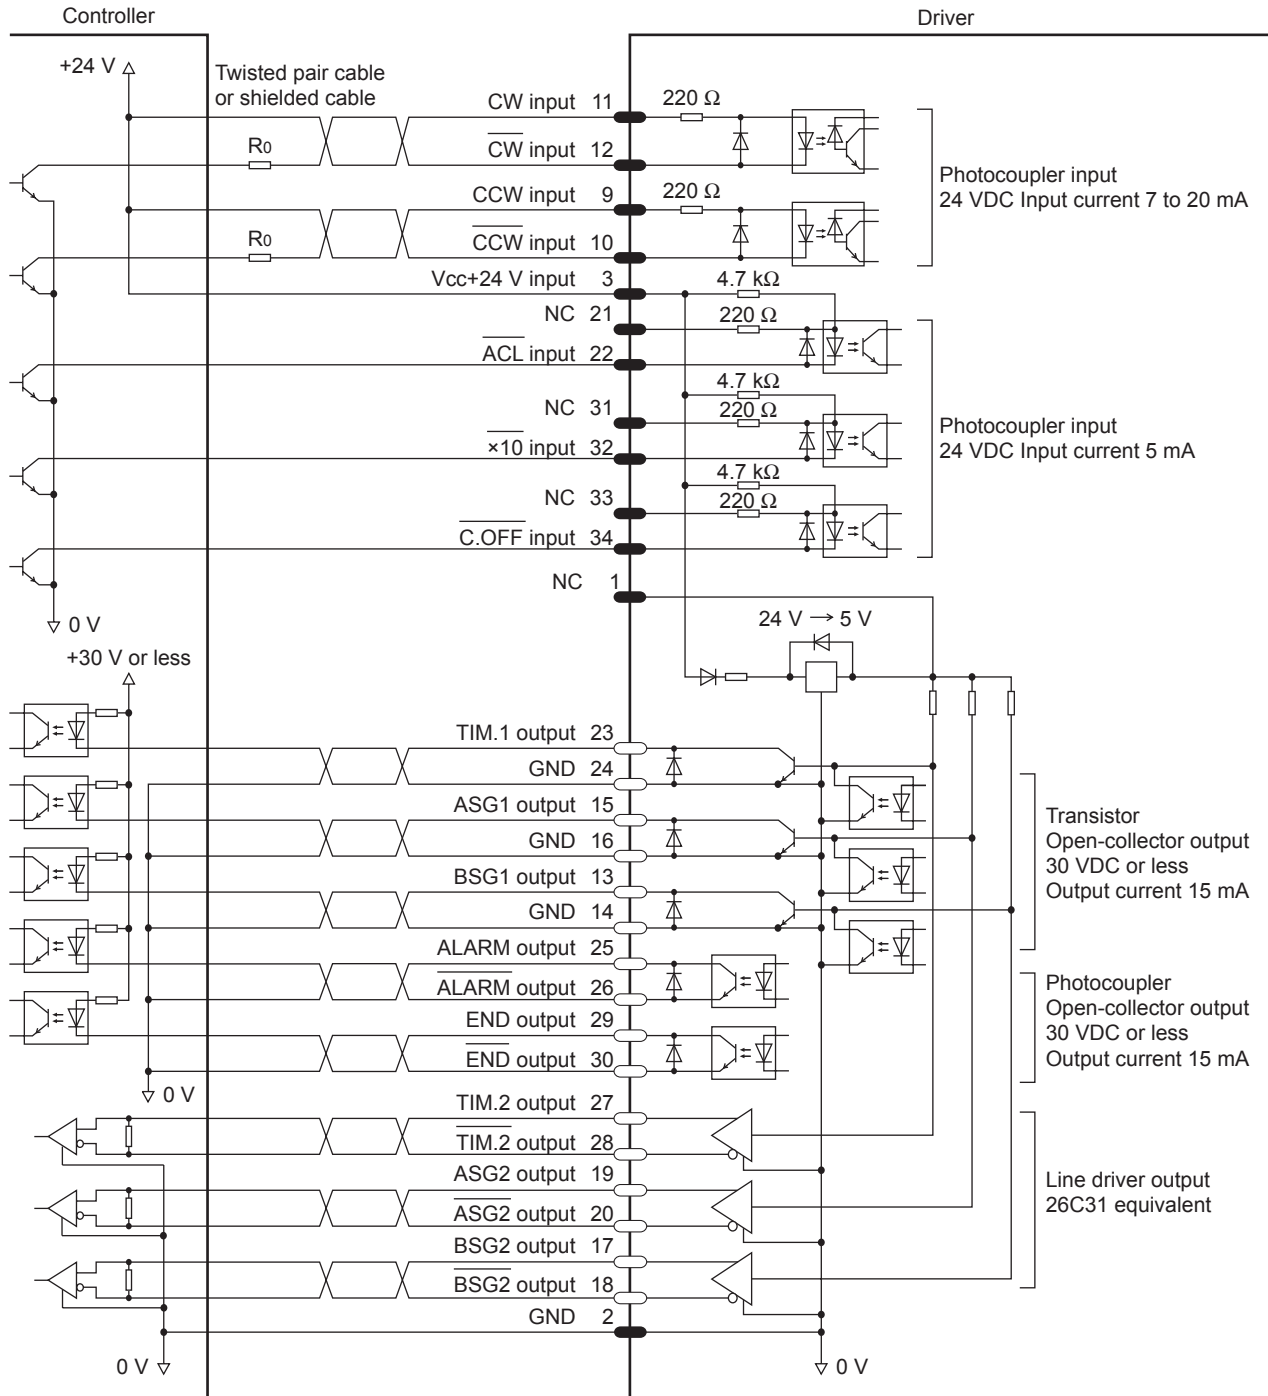 Controller
Driver
+24 V
Twisted pair cable
or shielded cable
CW input 11
220 Ω
R0
CW input 12
Photocoupler input
24 VDC Input current 7 to 20 mA
CCW input 9
220 Ω
R0
CCW input 10
Vcc+24 V input 3
4.7 kΩ
NC 21
220 Ω
ACL input 22
4.7 kΩ
NC 31
220 Ω
Photocoupler input
24 VDC Input current 5 mA
×10 input 32
4.7 kΩ
NC 33
220 Ω
C.OFF input 34
NC 1
0 V
24 V → 5 V
+30 V or less
TIM.1 output 23
GND 24
ASG1 output 15
GND 16
BSG1 output 13
GND 14
Transistor
Open-collector output
30 VDC or less
Output current 15 mA
ALARM output 25
ALARM output 26
END output 29
END output 30
Photocoupler
Open-collector output
30 VDC or less
Output current 15 mA
0 V
TIM.2 output 27
TIM.2 output 28
ASG2 output 19
ASG2 output 20
BSG2 output 17
BSG2 output 18
Line driver output
26C31 equivalent
GND 2
0 V
0 V